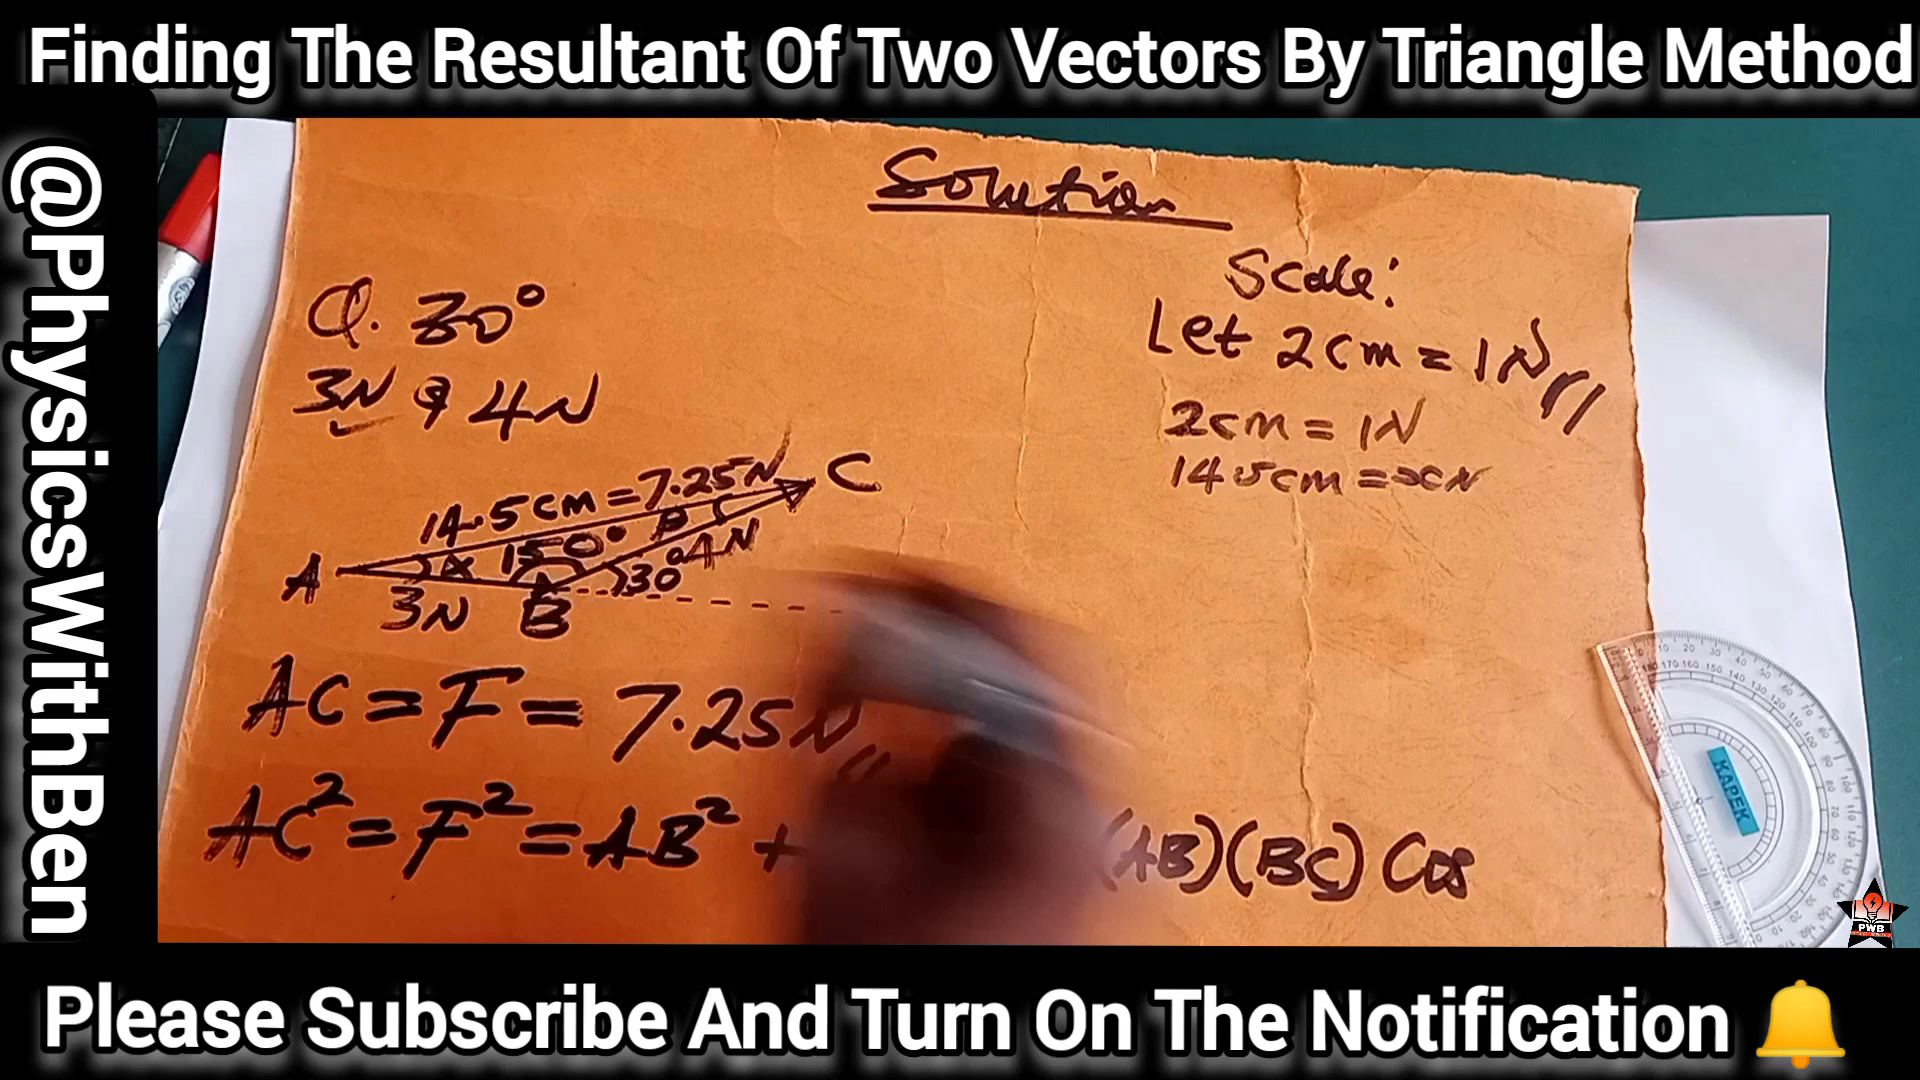 Finding The Resultant Of Two Vectors By Triangle Method
@PhysicsWithBen
Solution
Scale:
Let 2cm = 1N
2cm = 1N
14.5cm = xN
Q. 30°
3N & 4N
14.5cm = 7.25N
C
A
α
150°
β
4N
30°
3N
B
AC = F = 7.25N
AC² = F² = AB² +
(AB)(BC) Cos
KAPEK
PWB
Please Subscribe And Turn On The Notification